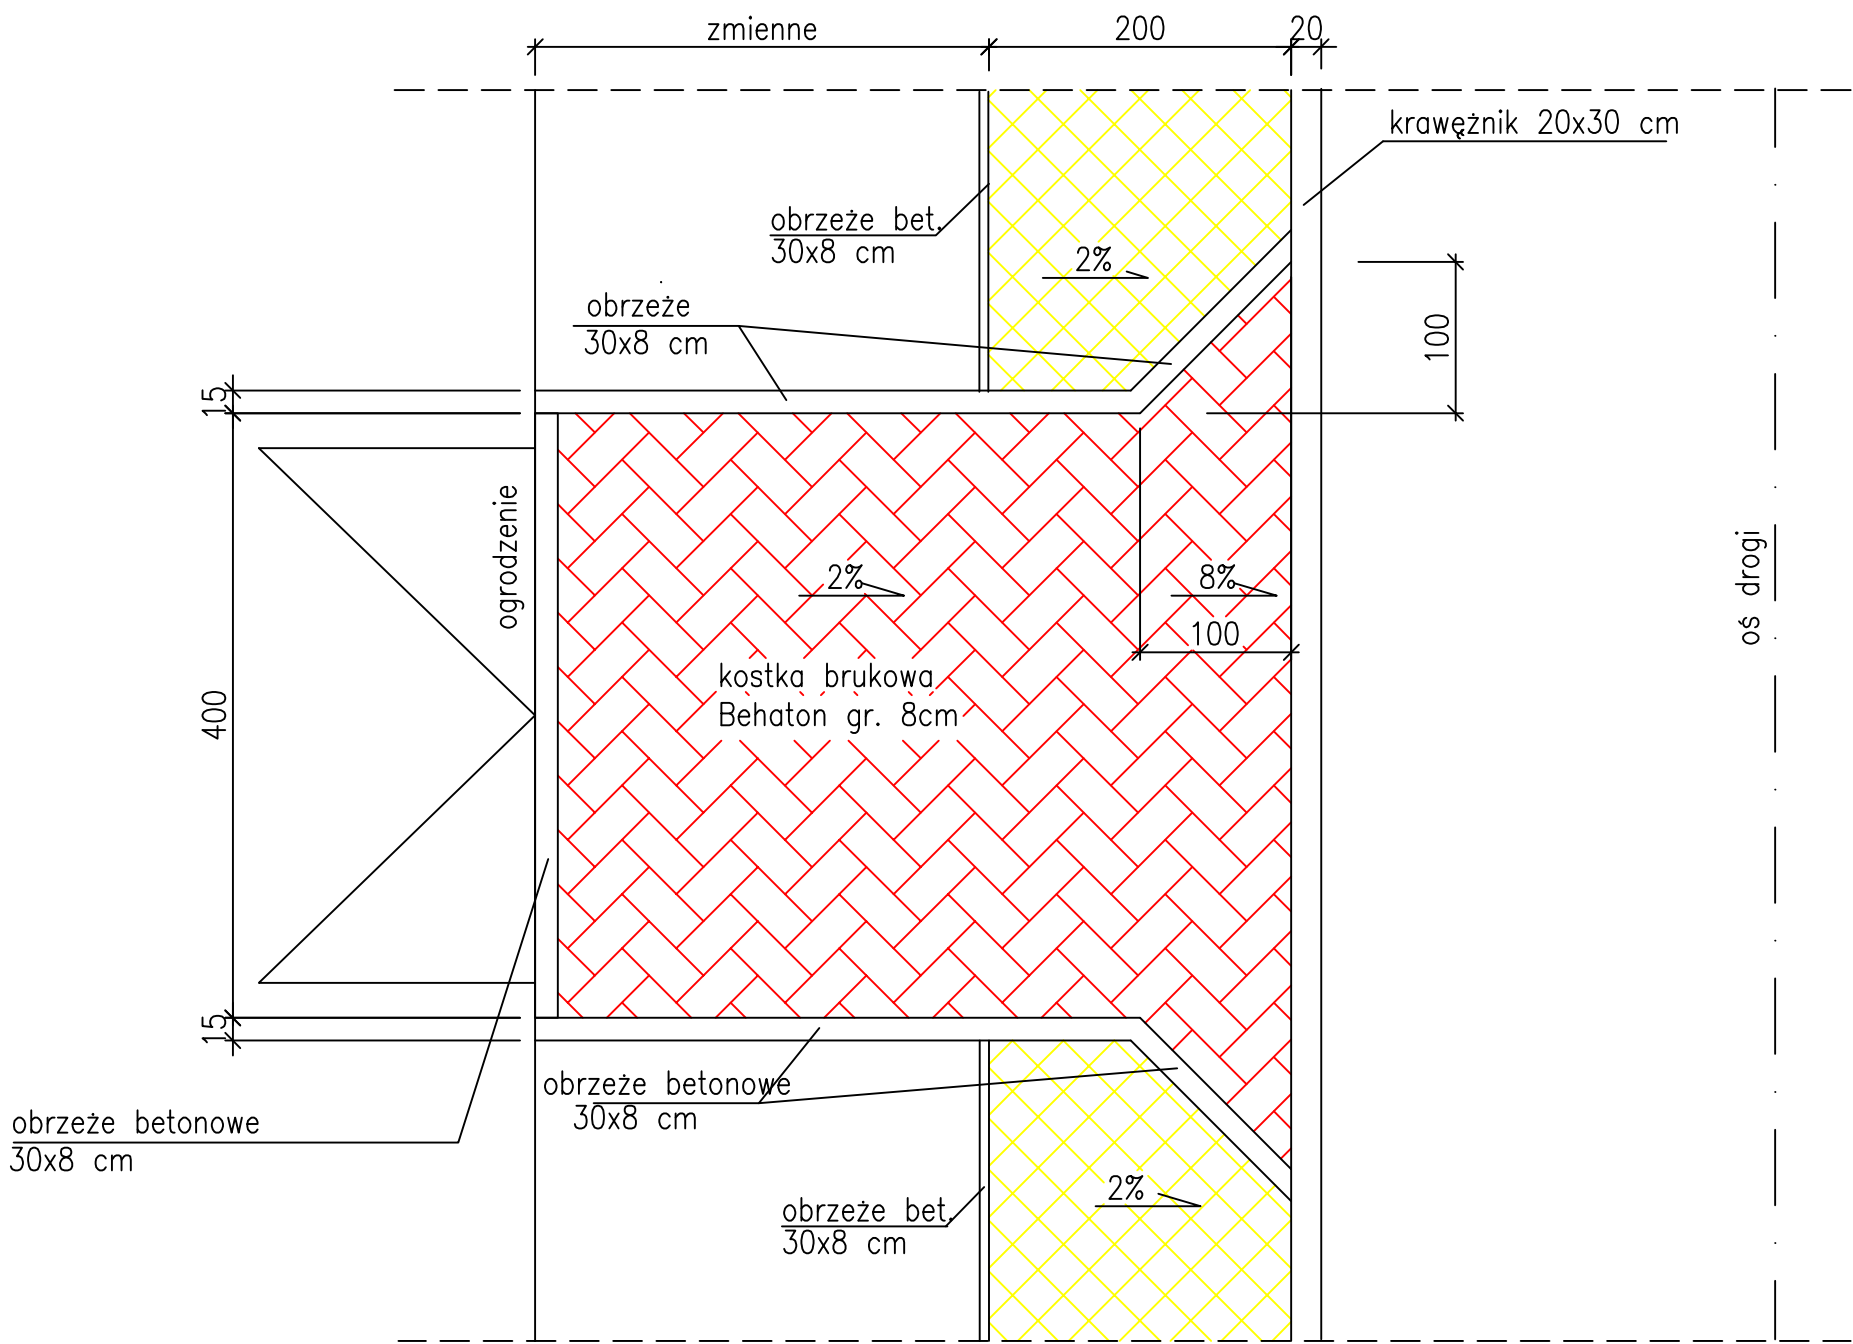 zmienne
200
20
krawężnik 20x30 cm
obrzeże bet.
30x8 cm
2%
obrzeże
30x8 cm
100
15
ogrodzenie
2%
8%
oś drogi
100
kostka brukowa
Behaton gr. 8cm
400
15
obrzeże betonowe
30x8 cm
obrzeże betonowe
30x8 cm
2%
obrzeże bet.
30x8 cm